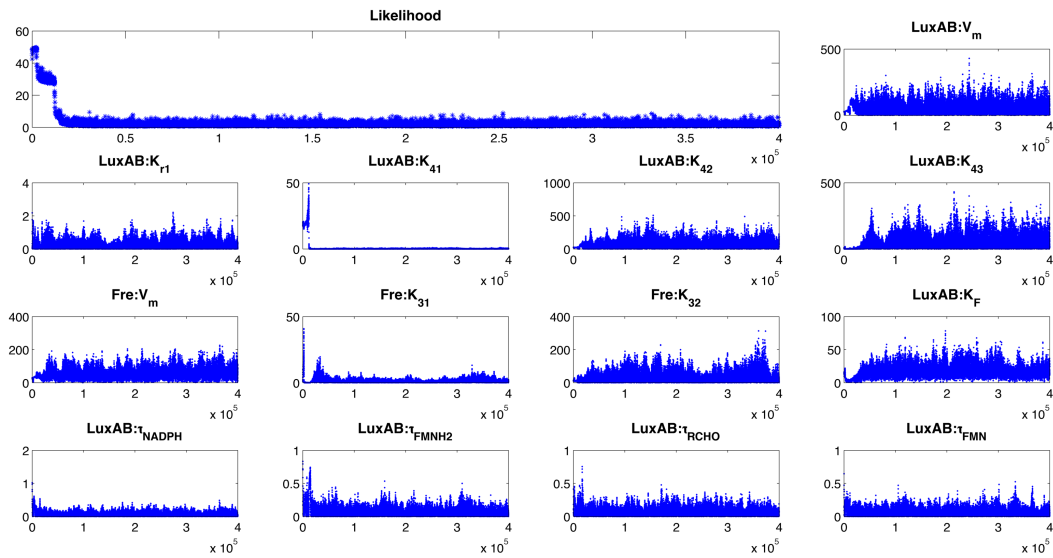 Likelihood
60
40
20
0
0 0.5 1 1.5 2 2.5 3 3.5 4
x 10^5
LuxAB:V_m
500
0
0 1 2 3 4
x 10^5
LuxAB:K_r1
4
2
0
0 1 2 3 4
x 10^5
LuxAB:K_41
50
0
0 1 2 3 4
x 10^5
LuxAB:K_42
1000
500
0
0 1 2 3 4
x 10^5
LuxAB:K_43
500
0
0 1 2 3 4
x 10^5
Fre:V_m
400
200
0
0 1 2 3 4
x 10^5
Fre:K_31
50
0
0 1 2 3 4
x 10^5
Fre:K_32
400
200
0
0 1 2 3 4
x 10^5
LuxAB:K_F
100
50
0
0 1 2 3 4
x 10^5
LuxAB:τ_NADPH
2
1
0
0 1 2 3 4
x 10^5
LuxAB:τ_FMNH2
1
0.5
0
0 1 2 3 4
x 10^5
LuxAB:τ_RCHO
1
0.5
0
0 1 2 3 4
x 10^5
LuxAB:τ_FMN
1
0.5
0
0 1 2 3 4
x 10^5